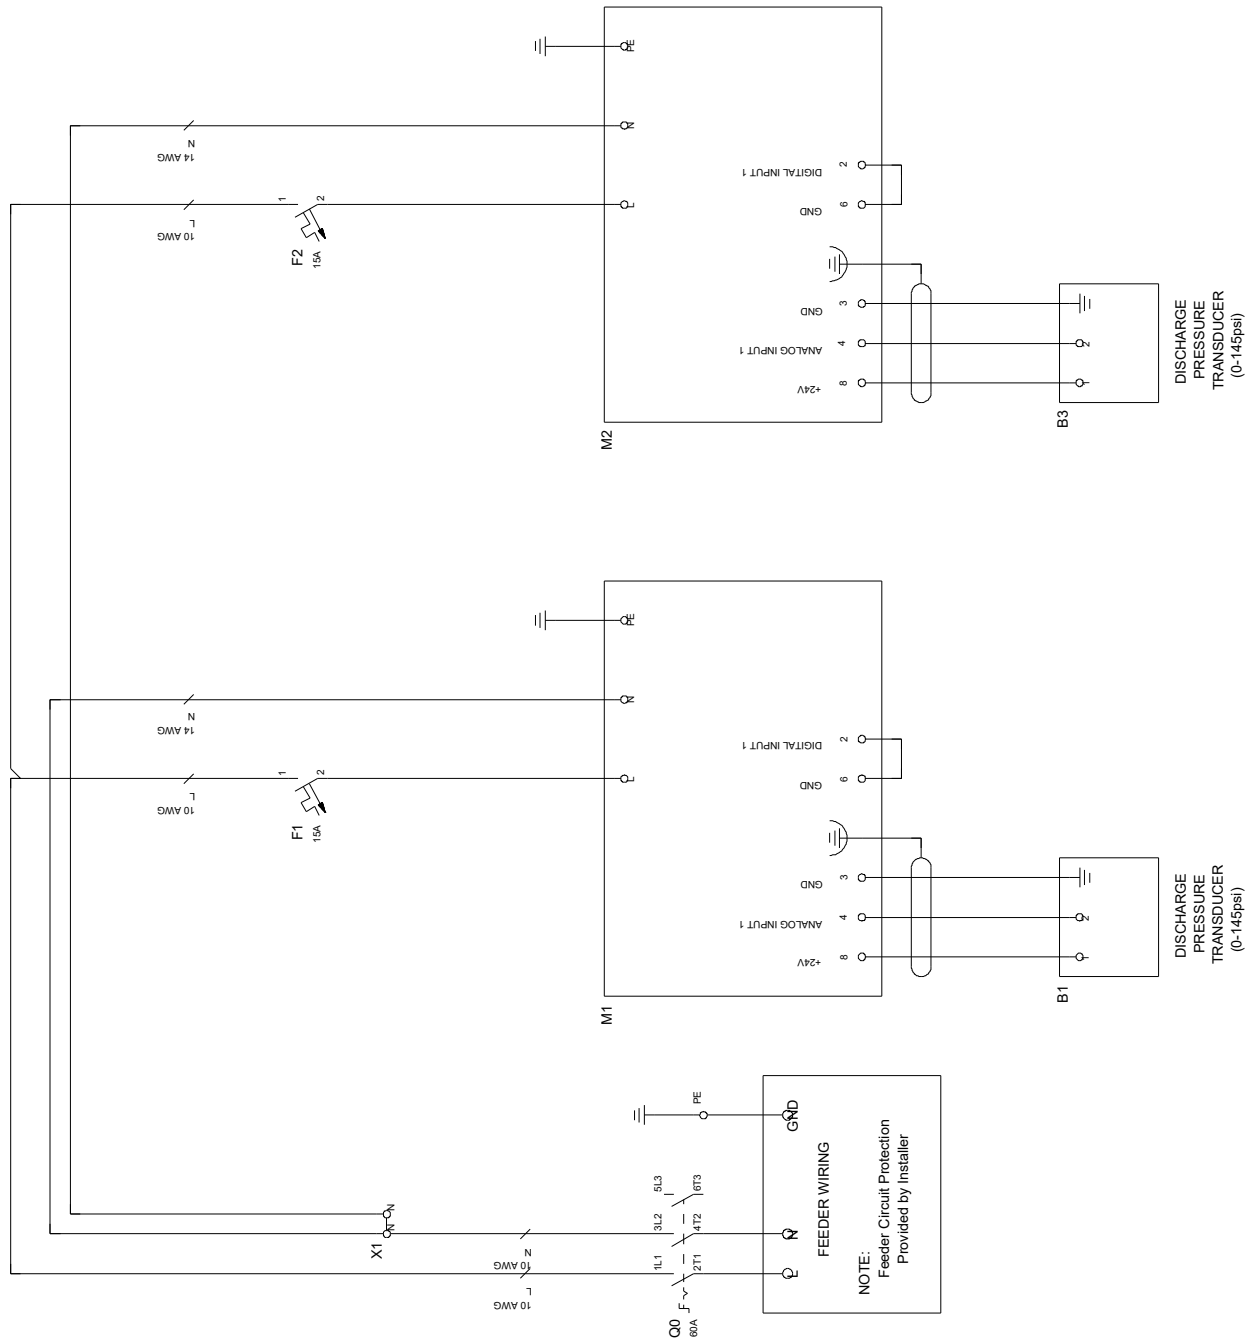 PE
N
14 AWG
N
L
10 AWG
1
2
F2
15A
L
DIGITAL INPUT 1
2
GND
6
GND
3
ANALOG INPUT 1
4
+24V
8
M2
1
2
B3
DISCHARGE
PRESSURE
TRANSDUCER
(0-145psi)
PE
N
14 AWG
N
L
10 AWG
1
2
F1
15A
L
DIGITAL INPUT 1
2
GND
6
GND
3
ANALOG INPUT 1
4
+24V
8
M1
1
2
B1
DISCHARGE
PRESSURE
TRANSDUCER
(0-145psi)
X1
N
N
N
10 AWG
L
10 AWG
Q0
60A
1L1
2T1
3L2
4T2
5L3
6T3
PE
L
N
GND
FEEDER WIRING
NOTE:
Feeder Circuit Protection
Provided by Installer